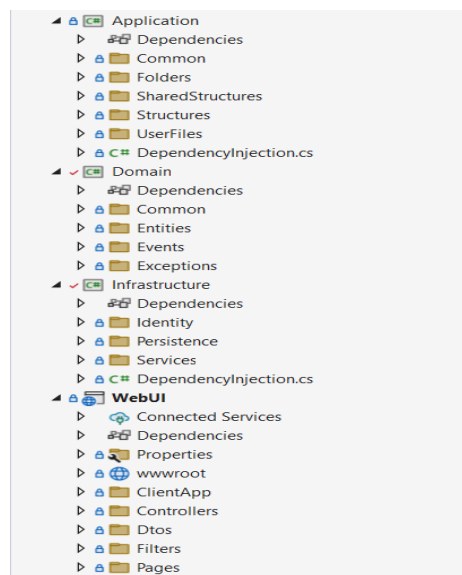 C# Application
Dependencies
Common
Folders
SharedStructures
Structures
UserFiles
C# DependencyInjection.cs
C# Domain
Dependencies
Common
Entities
Events
Exceptions
C# Infrastructure
Dependencies
Identity
Persistence
Services
C# DependencyInjection.cs
WebUI
Connected Services
Dependencies
Properties
wwwroot
ClientApp
Controllers
Dtos
Filters
Pages